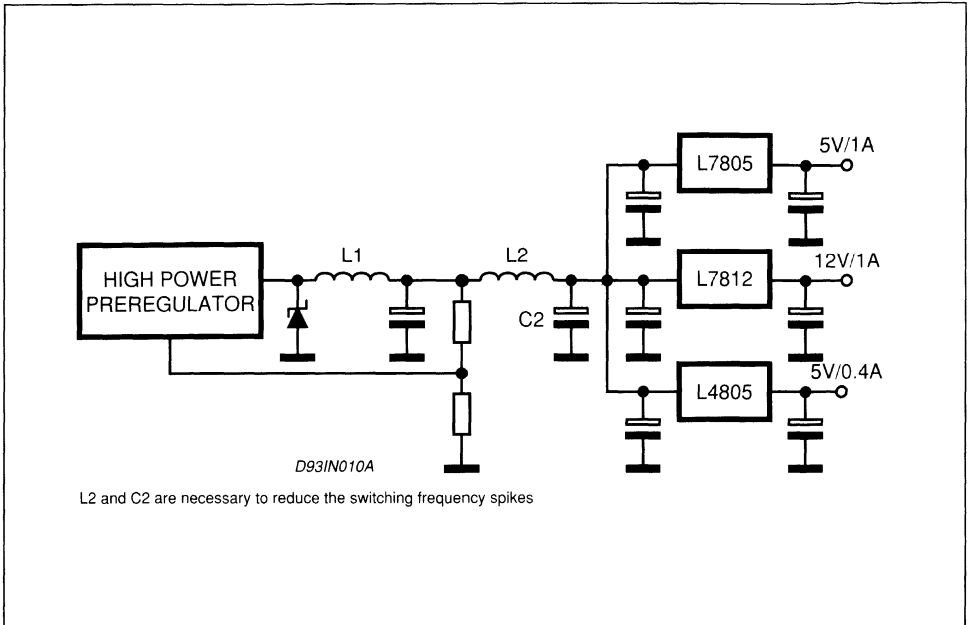 HIGH POWER
PREREGULATOR
L1
L2
C2
L7805
5V/1A
L7812
12V/1A
L4805
5V/0.4A
D93IN010A
L2 and C2 are necessary to reduce the switching frequency spikes